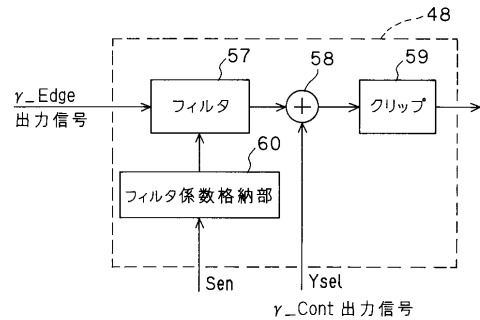 48
57
58
59
γ_Edge
出力信号
フィルタ
+
クリップ
60
フィルタ係数格納部
Sen
Ysel
γ_Cont 出力信号